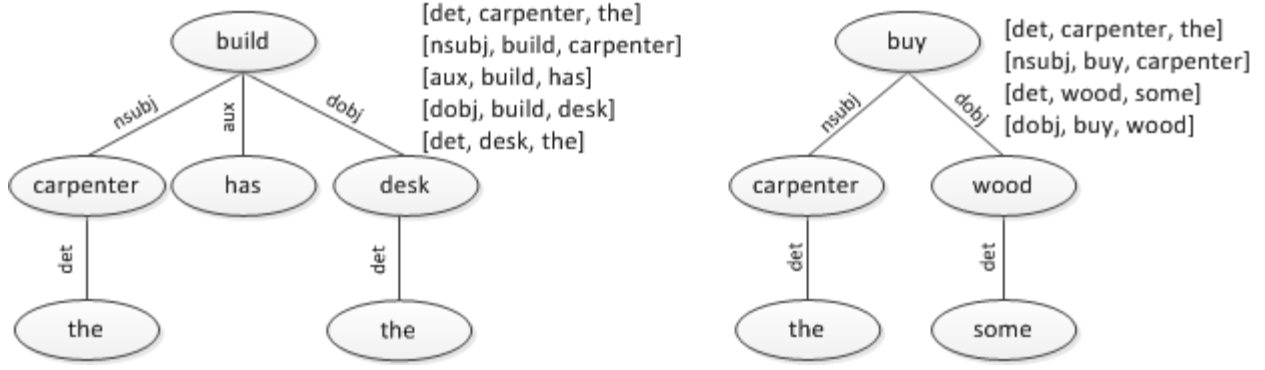 build
nsubj
aux
dobj
carpenter
has
desk
det
det
the
the
[det, carpenter, the]
[nsubj, build, carpenter]
[aux, build, has]
[dobj, build, desk]
[det, desk, the]
buy
nsubj
dobj
carpenter
wood
det
det
the
some
[det, carpenter, the]
[nsubj, buy, carpenter]
[det, wood, some]
[dobj, buy, wood]